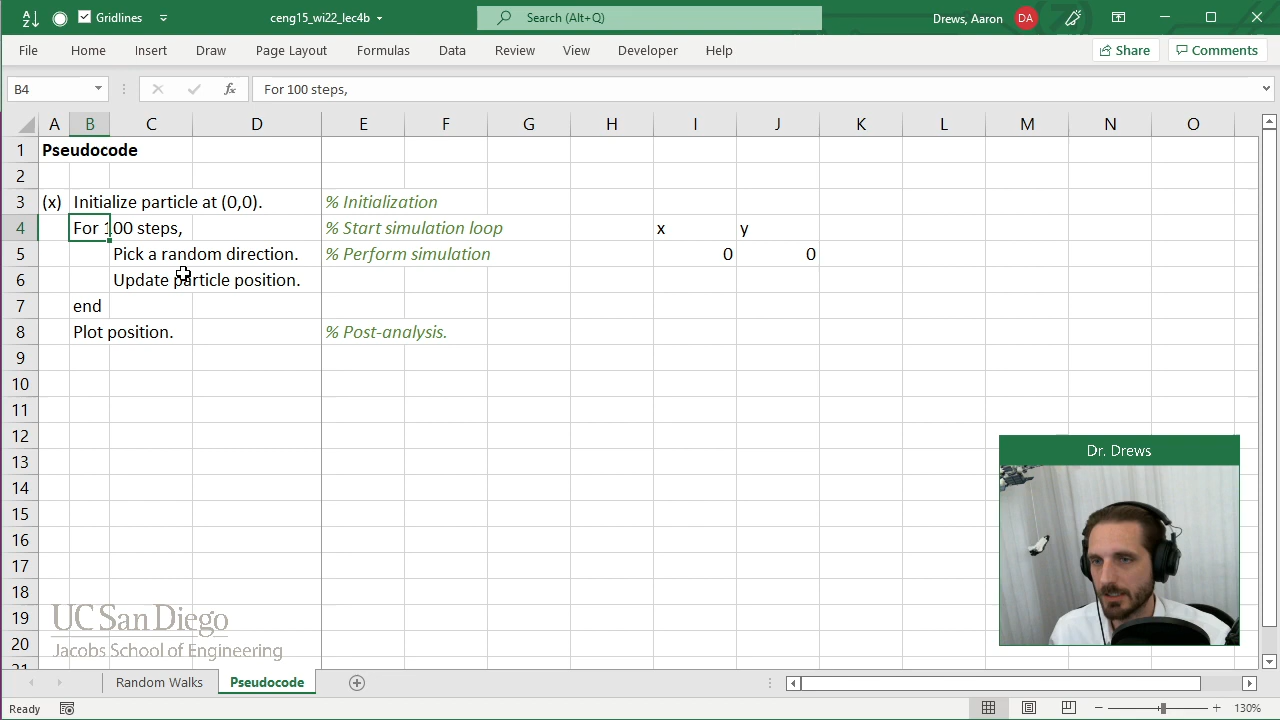 Gridlines ceng15_wi22_lec4b Search (Alt+Q) Drews, Aaron DA
File Home Insert Draw Page Layout Formulas Data Review View Developer Help Share Comments
B4 fx For 100 steps,
A B C D E F G H I J K L M N O
1 Pseudocode
2
3 (x) Initialize particle at (0,0). % Initialization
4 For 100 steps, % Start simulation loop x y
5 Pick a random direction. % Perform simulation 0 0
6 Update particle position.
7 end
8 Plot position. % Post-analysis.
9
10
11
12
13
14
15
16
17
18
19
20
21
Dr. Drews
UC San Diego
Jacobs School of Engineering
Random Walks Pseudocode
Ready 130%